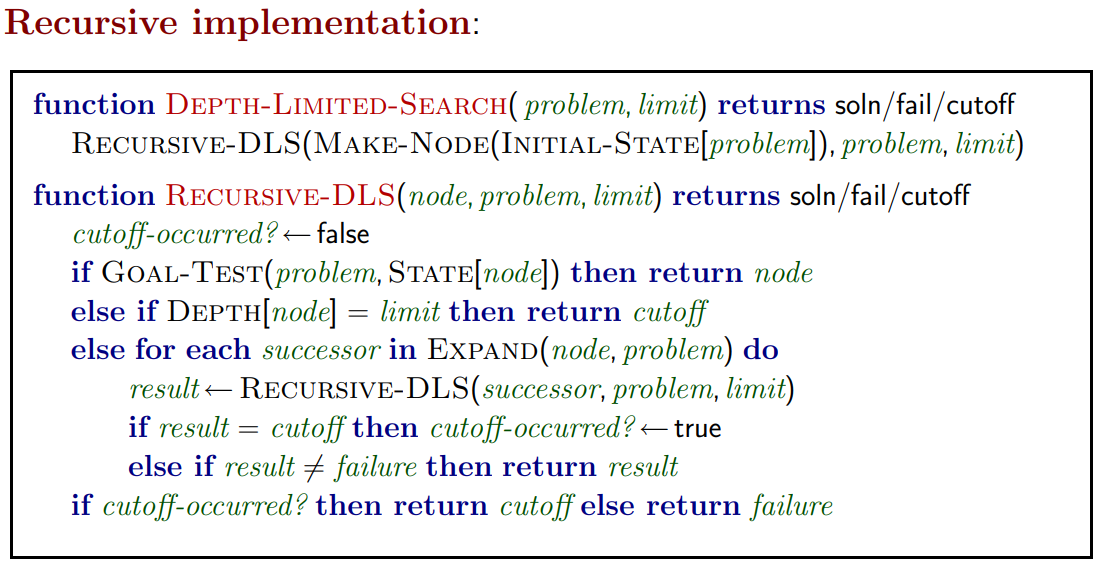 Recursive implementation:
function DEPTH-LIMITED-SEARCH( problem, limit) returns soln/fail/cutoff
RECURSIVE-DLS(MAKE-NODE(INITIAL-STATE[problem]), problem, limit)
function RECURSIVE-DLS(node, problem, limit) returns soln/fail/cutoff
cutoff-occurred? ← false
if GOAL-TEST(problem, STATE[node]) then return node
else if DEPTH[node] = limit then return cutoff
else for each successor in EXPAND(node, problem) do
result ← RECURSIVE-DLS(successor, problem, limit)
if result = cutoff then cutoff-occurred? ← true
else if result ≠ failure then return result
if cutoff-occurred? then return cutoff else return failure